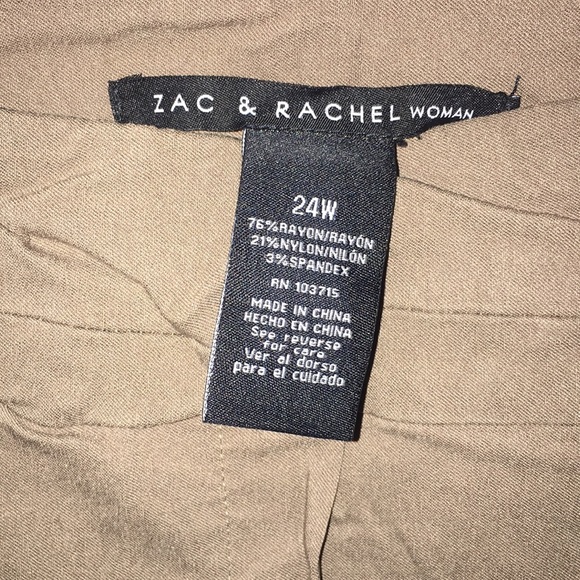 ZAC & RACHEL WOMAN
24W
76%RAYON/RAYÓN
21%NYLON/NILÓN
3%SPANDEX
RN 103715
MADE IN CHINA
HECHO EN CHINA
See reverse
for care
Ver al dorso
para el cuidado